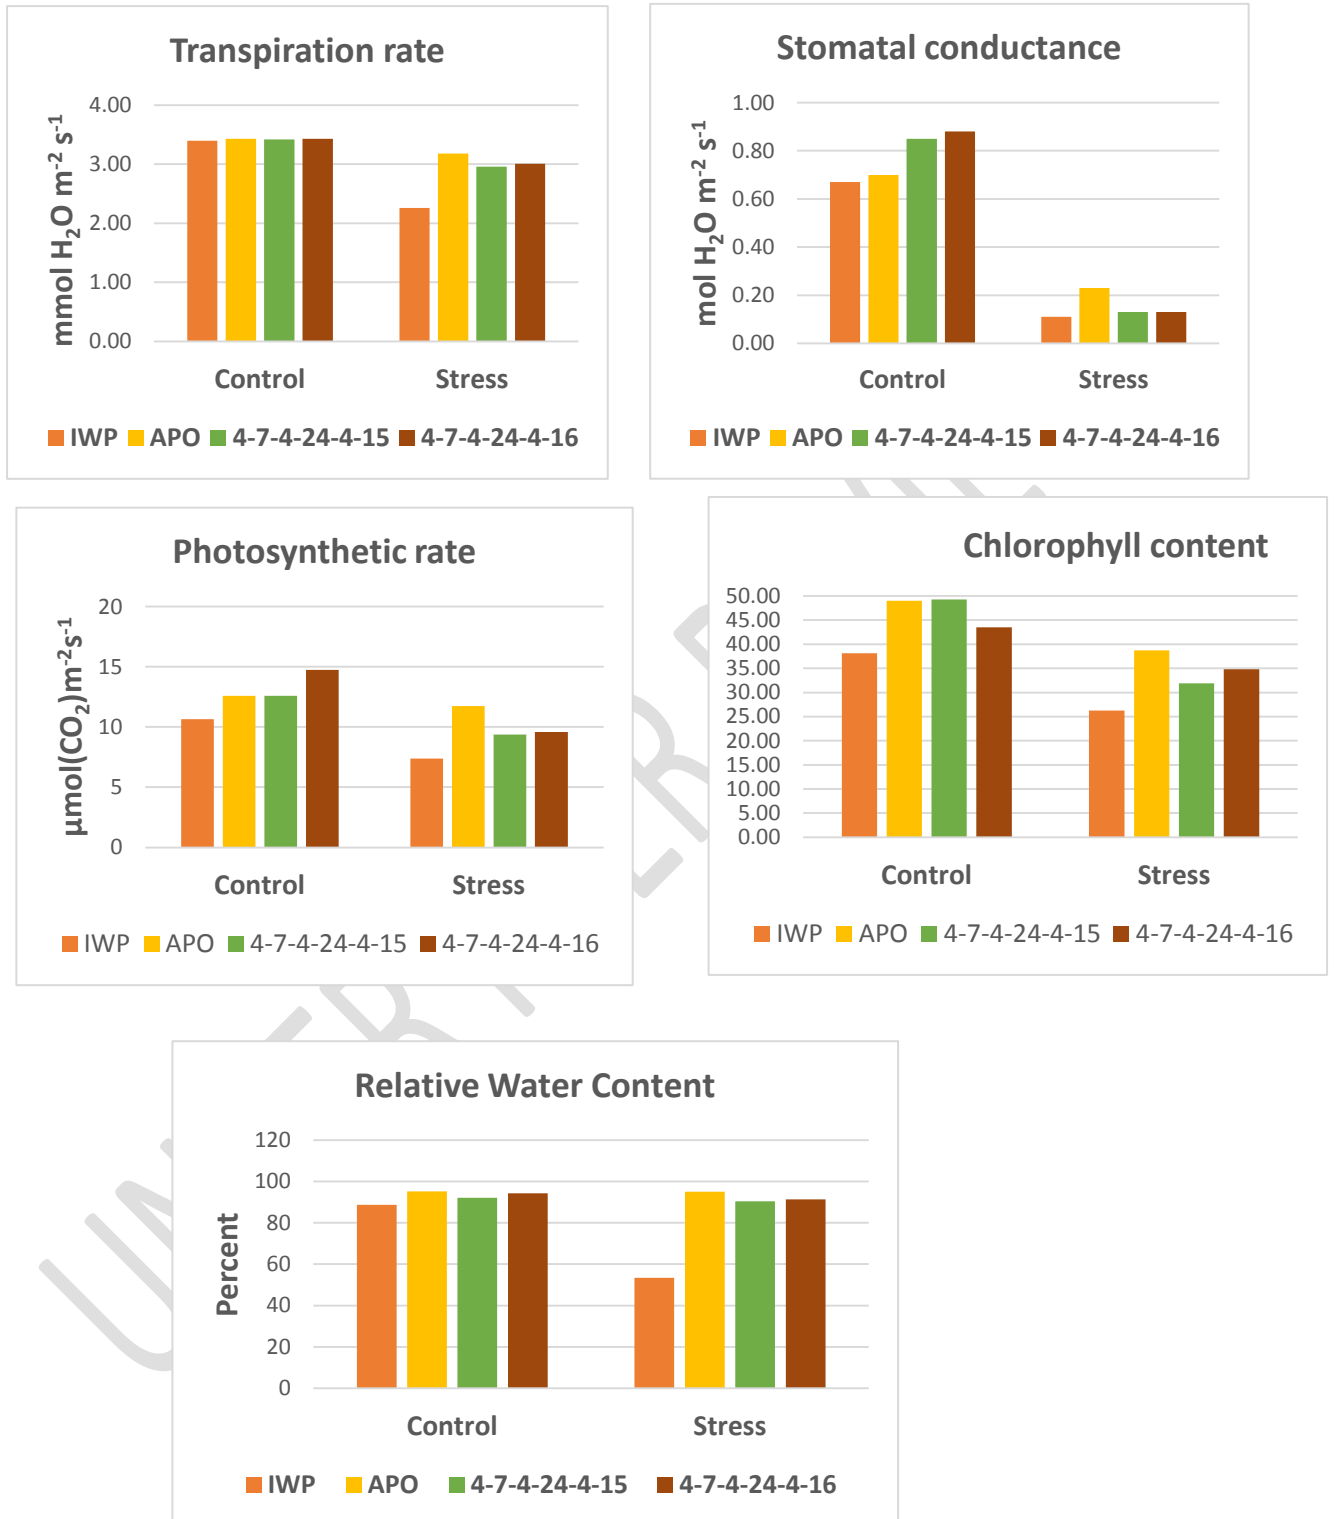 Transpiration rate
mmol H₂O m⁻² s⁻¹
4.00
3.00
2.00
1.00
0.00
Control Stress
IWP APO 4-7-4-24-4-15 4-7-4-24-4-16
Stomatal conductance
mol H₂O m⁻² s⁻¹
1.00
0.80
0.60
0.40
0.20
0.00
Control Stress
IWP APO 4-7-4-24-4-15 4-7-4-24-4-16
Photosynthetic rate
µmol(CO₂)m⁻²s⁻¹
20
15
10
5
0
Control Stress
IWP APO 4-7-4-24-4-15 4-7-4-24-4-16
Chlorophyll content
50.00
45.00
40.00
35.00
30.00
25.00
20.00
15.00
10.00
5.00
0.00
Control Stress
IWP APO 4-7-4-24-4-15 4-7-4-24-4-16
Relative Water Content
Percent
120
100
80
60
40
20
0
Control Stress
IWP APO 4-7-4-24-4-15 4-7-4-24-4-16